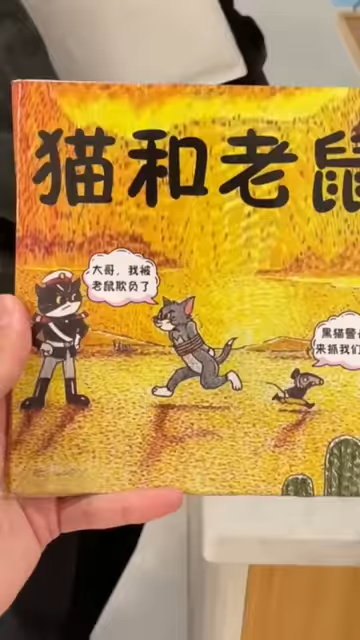 猫和老鼠
大哥，我被
老鼠欺负了
黑猫警
来抓我们